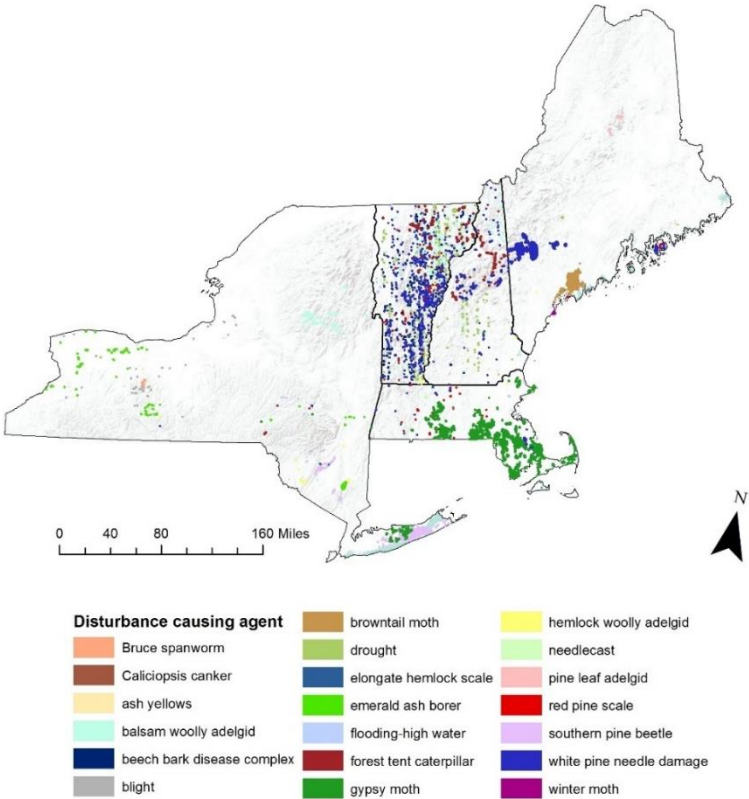 N
0 40 80 160 Miles
Disturbance causing agent
Bruce spanworm
Caliciopsis canker
ash yellows
balsam woolly adelgid
beech bark disease complex
blight
browntail moth
drought
elongate hemlock scale
emerald ash borer
flooding-high water
forest tent caterpillar
gypsy moth
hemlock woolly adelgid
needlecast
pine leaf adelgid
red pine scale
southern pine beetle
white pine needle damage
winter moth